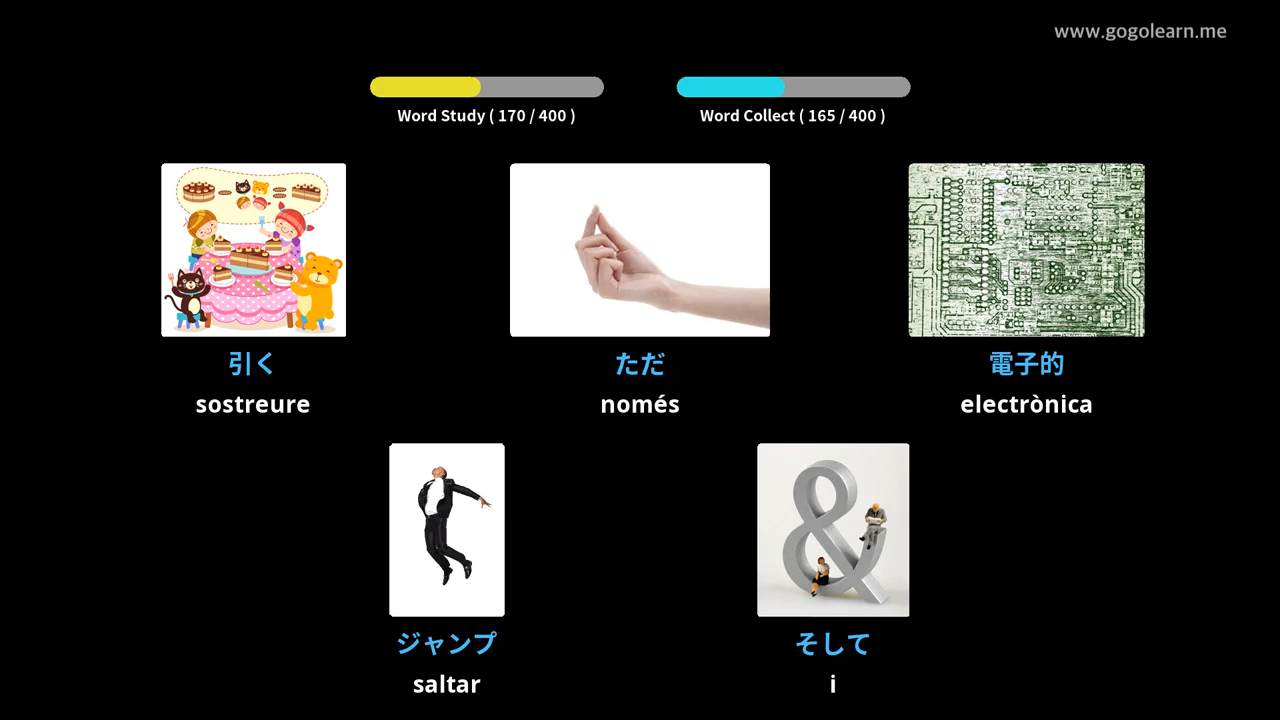 www.gogolearn.me
Word Study ( 170 / 400 )
Word Collect ( 165 / 400 )
引く
sostreure
ただ
només
電子的
electrònica
ジャンプ
saltar
&
そして
i